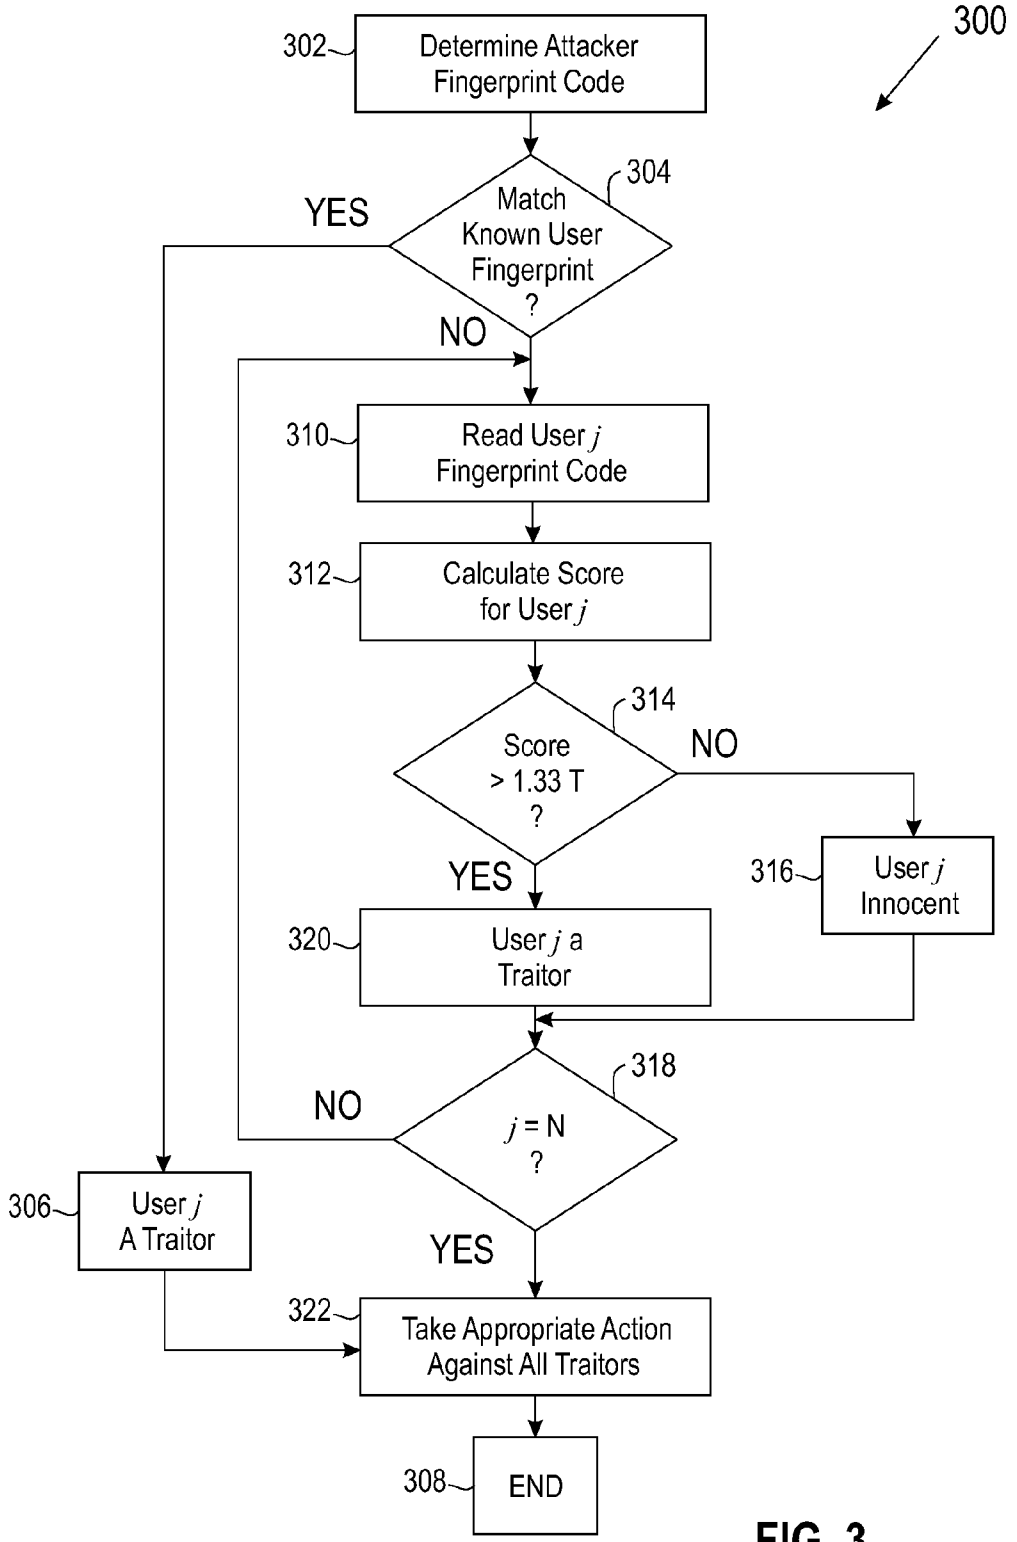 300
302
Determine Attacker
Fingerprint Code
304
Match
Known User
Fingerprint
?
YES
NO
310
Read User j
Fingerprint Code
312
Calculate Score
for User j
314
Score
> 1.33 T
?
NO
YES
316
User j
Innocent
320
User j a
Traitor
318
j = N
?
NO
YES
306
User j
A Traitor
322
Take Appropriate Action
Against All Traitors
308
END
FIG. 3